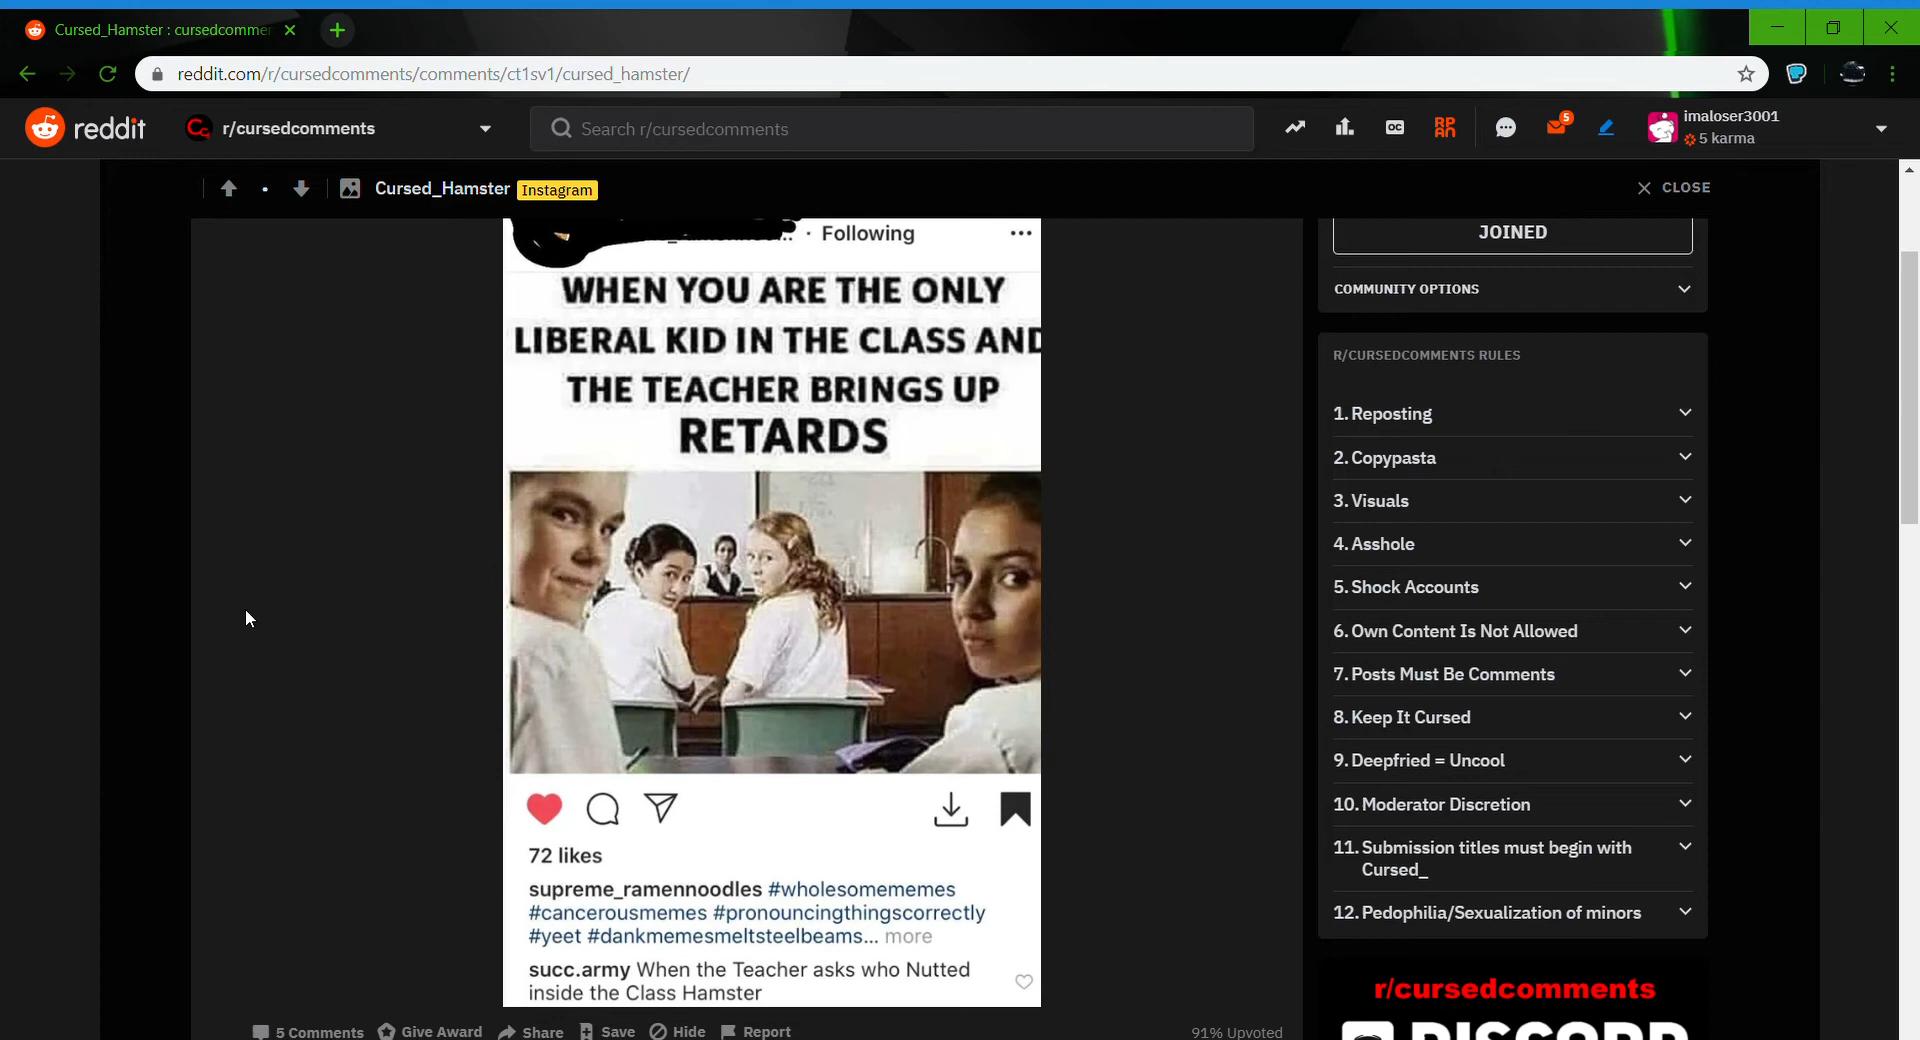 Cursed_Hamster : cursedcomme
reddit.com/r/cursedcomments/comments/ct1sv1/cursed_hamster/
reddit
r/cursedcomments
Search r/cursedcomments
OC
RPAN
5
imaloser3001
5 karma
Cursed_Hamster Instagram
CLOSE
· Following
WHEN YOU ARE THE ONLY
LIBERAL KID IN THE CLASS AND
THE TEACHER BRINGS UP
RETARDS
72 likes
supreme_ramennoodles #wholesomememes
#cancerousmemes #pronouncingthingscorrectly
#yeet #dankmemesmeltsteelbeams... more
succ.army When the Teacher asks who Nutted
inside the Class Hamster
5 Comments Give Award Share Save Hide Report
91% Upvoted
JOINED
COMMUNITY OPTIONS
R/CURSEDCOMMENTS RULES
1. Reposting
2. Copypasta
3. Visuals
4. Asshole
5. Shock Accounts
6. Own Content Is Not Allowed
7. Posts Must Be Comments
8. Keep It Cursed
9. Deepfried = Uncool
10. Moderator Discretion
11. Submission titles must begin with
Cursed_
12. Pedophilia/Sexualization of minors
r/cursedcomments
DISCORD